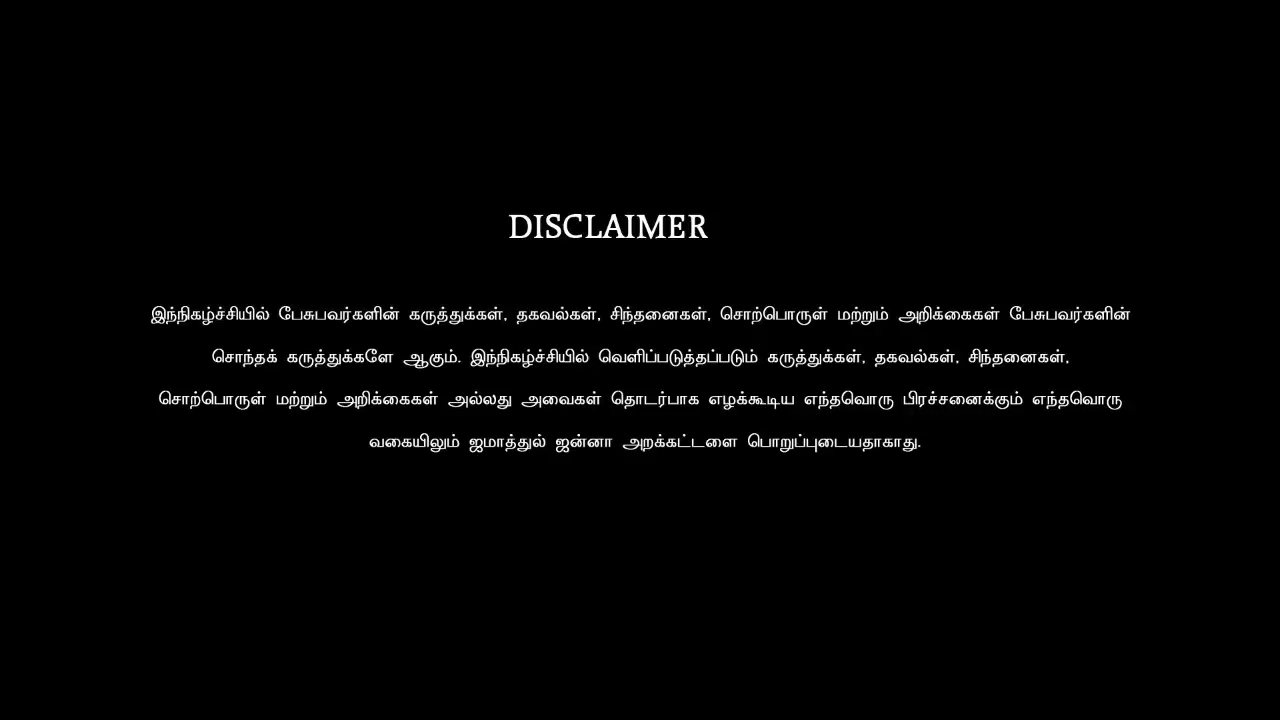 DISCLAIMER
இந்நிகழ்ச்சியில் பேசுபவர்களின் கருத்துக்கள், தகவல்கள், சிந்தனைகள், சொற்பொருள் மற்றும் அறிக்கைகள் பேசுபவர்களின்
சொந்தக் கருத்துக்களே ஆகும். இந்நிகழ்ச்சியில் வெளிப்படுத்தப்படும் கருத்துக்கள், தகவல்கள், சிந்தனைகள்,
சொற்பொருள் மற்றும் அறிக்கைகள் அல்லது அவைகள் தொடர்பாக எழக்கூடிய எந்தவொரு பிரச்சனைக்கும் எந்தவொரு
வகையிலும் ஜமாத்துல் ஜன்னா அறக்கட்டளை பொறுப்புடையதாகாது.